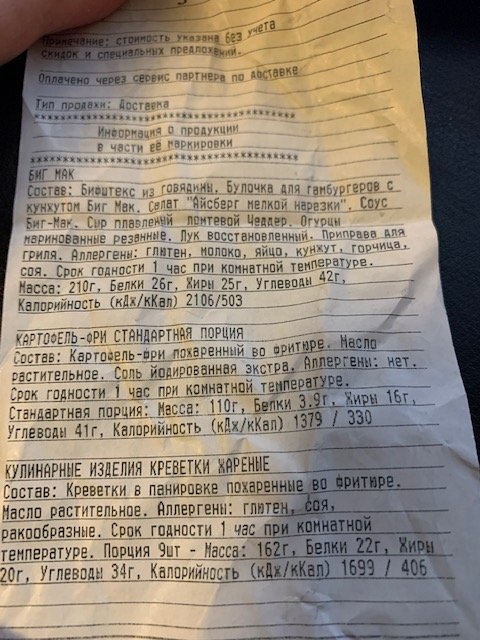 Примечание: стоимость указана без учета
скидок и специальных предложений.
Оплачено через сервис партнера по доставке
Тип продажи: Доставка
***********************************
Информация о продукции
в части её маркировки
***********************************
БИГ МАК
Состав: Бифштекс из говядины. Булочка для гамбургеров с
кунжутом Биг Мак. Салат "Айсберг мелкой нарезки". Соус
Биг-Мак. Сыр плавленый ломтевой Чеддер. Огурцы
маринованные резанные. Лук восстановленный. Приправа для
гриля. Аллергены: глютен, молоко, яйцо, кунжут, горчица,
соя. Срок годности 1 час при комнатной температуре.
Масса: 210г, Белки 26г, Жиры 25г, Углеводы 42г,
Калорийность (кДж/кКал) 2106/503
КАРТОФЕЛЬ-ФРИ СТАНДАРТНАЯ ПОРЦИЯ
Состав: Картофель-фри пожаренный во фритюре. Масло
растительное. Соль йодированная экстра. Аллергены: нет.
Срок годности 1 час при комнатной температуре.
Стандартная порция: Масса: 110г, Белки 3.9г, Жиры 16г,
Углеводы 41г, Калорийность (кДж/кКал) 1379 / 330
КУЛИНАРНЫЕ ИЗДЕЛИЯ КРЕВЕТКИ ЖАРЕНЫЕ
Состав: Креветки в панировке пожаренные во фритюре.
Масло растительное. Аллергены: глютен, соя,
ракообразные. Срок годности 1 час при комнатной
температуре. Порция 9шт - Масса: 162г, Белки 22г, Жиры
20г, Углеводы 34г, Калорийность (кДж/кКал) 1699 / 406